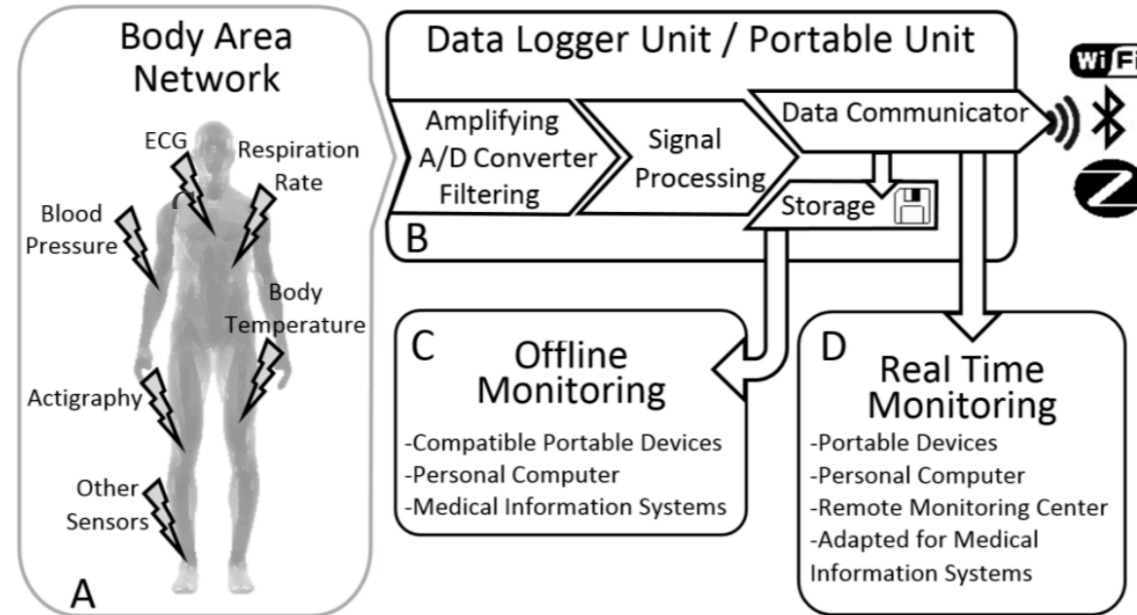 Body Area
Network
ECG
Respiration
Rate
Blood
Pressure
Body
Temperature
Actigraphy
Other
Sensors
A
Data Logger Unit / Portable Unit
Amplifying
A/D Converter
Filtering
Signal
Processing
Data Communicator
Storage
B
Wi Fi
C
Offline
Monitoring
-Compatible Portable Devices
-Personal Computer
-Medical Information Systems
D
Real Time
Monitoring
-Portable Devices
-Personal Computer
-Remote Monitoring Center
-Adapted for Medical
Information Systems